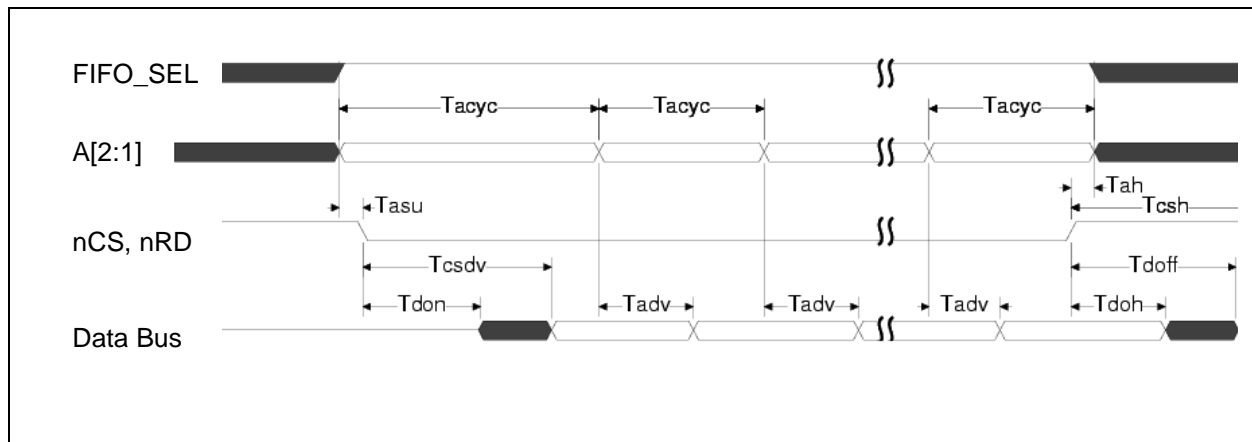 FIFO_SEL
Tacyc Tacyc Tacyc
A[2:1]
Tah
Tasu Tcsh
nCS, nRD
Tcsdv Tdoff
Tdon Tadv Tadv Tadv Tdoh
Data Bus